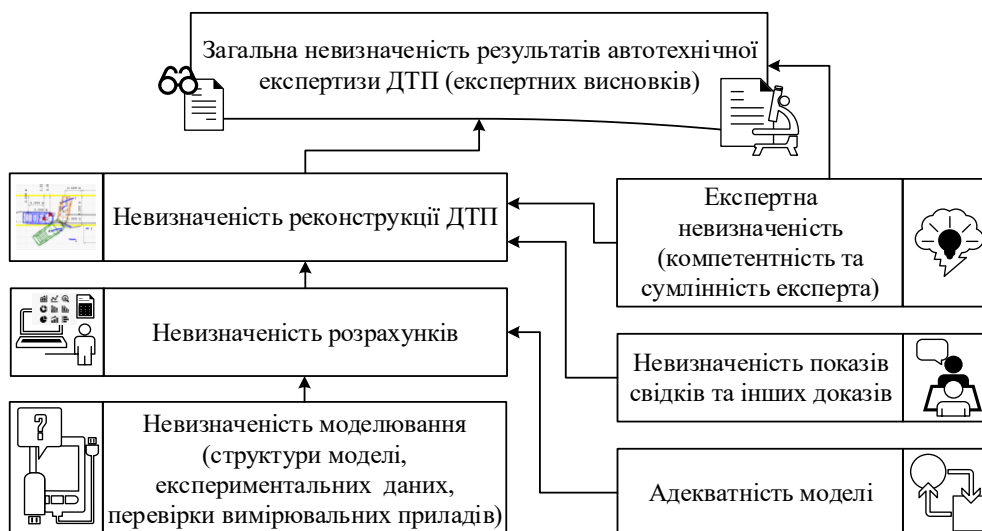 Загальна невизначеність результатів автотехнічної
експертизи ДТП (експертних висновків)
Невизначеність реконструкції ДТП
Експертна
невизначеність
(компетентність та
сумлінність експерта)
Невизначеність розрахунків
Невизначеність показів
свідків та інших доказів
Невизначеність моделювання
(структури моделі,
експериментальних даних,
перевірки вимірювальних приладів)
?
Адекватність моделі